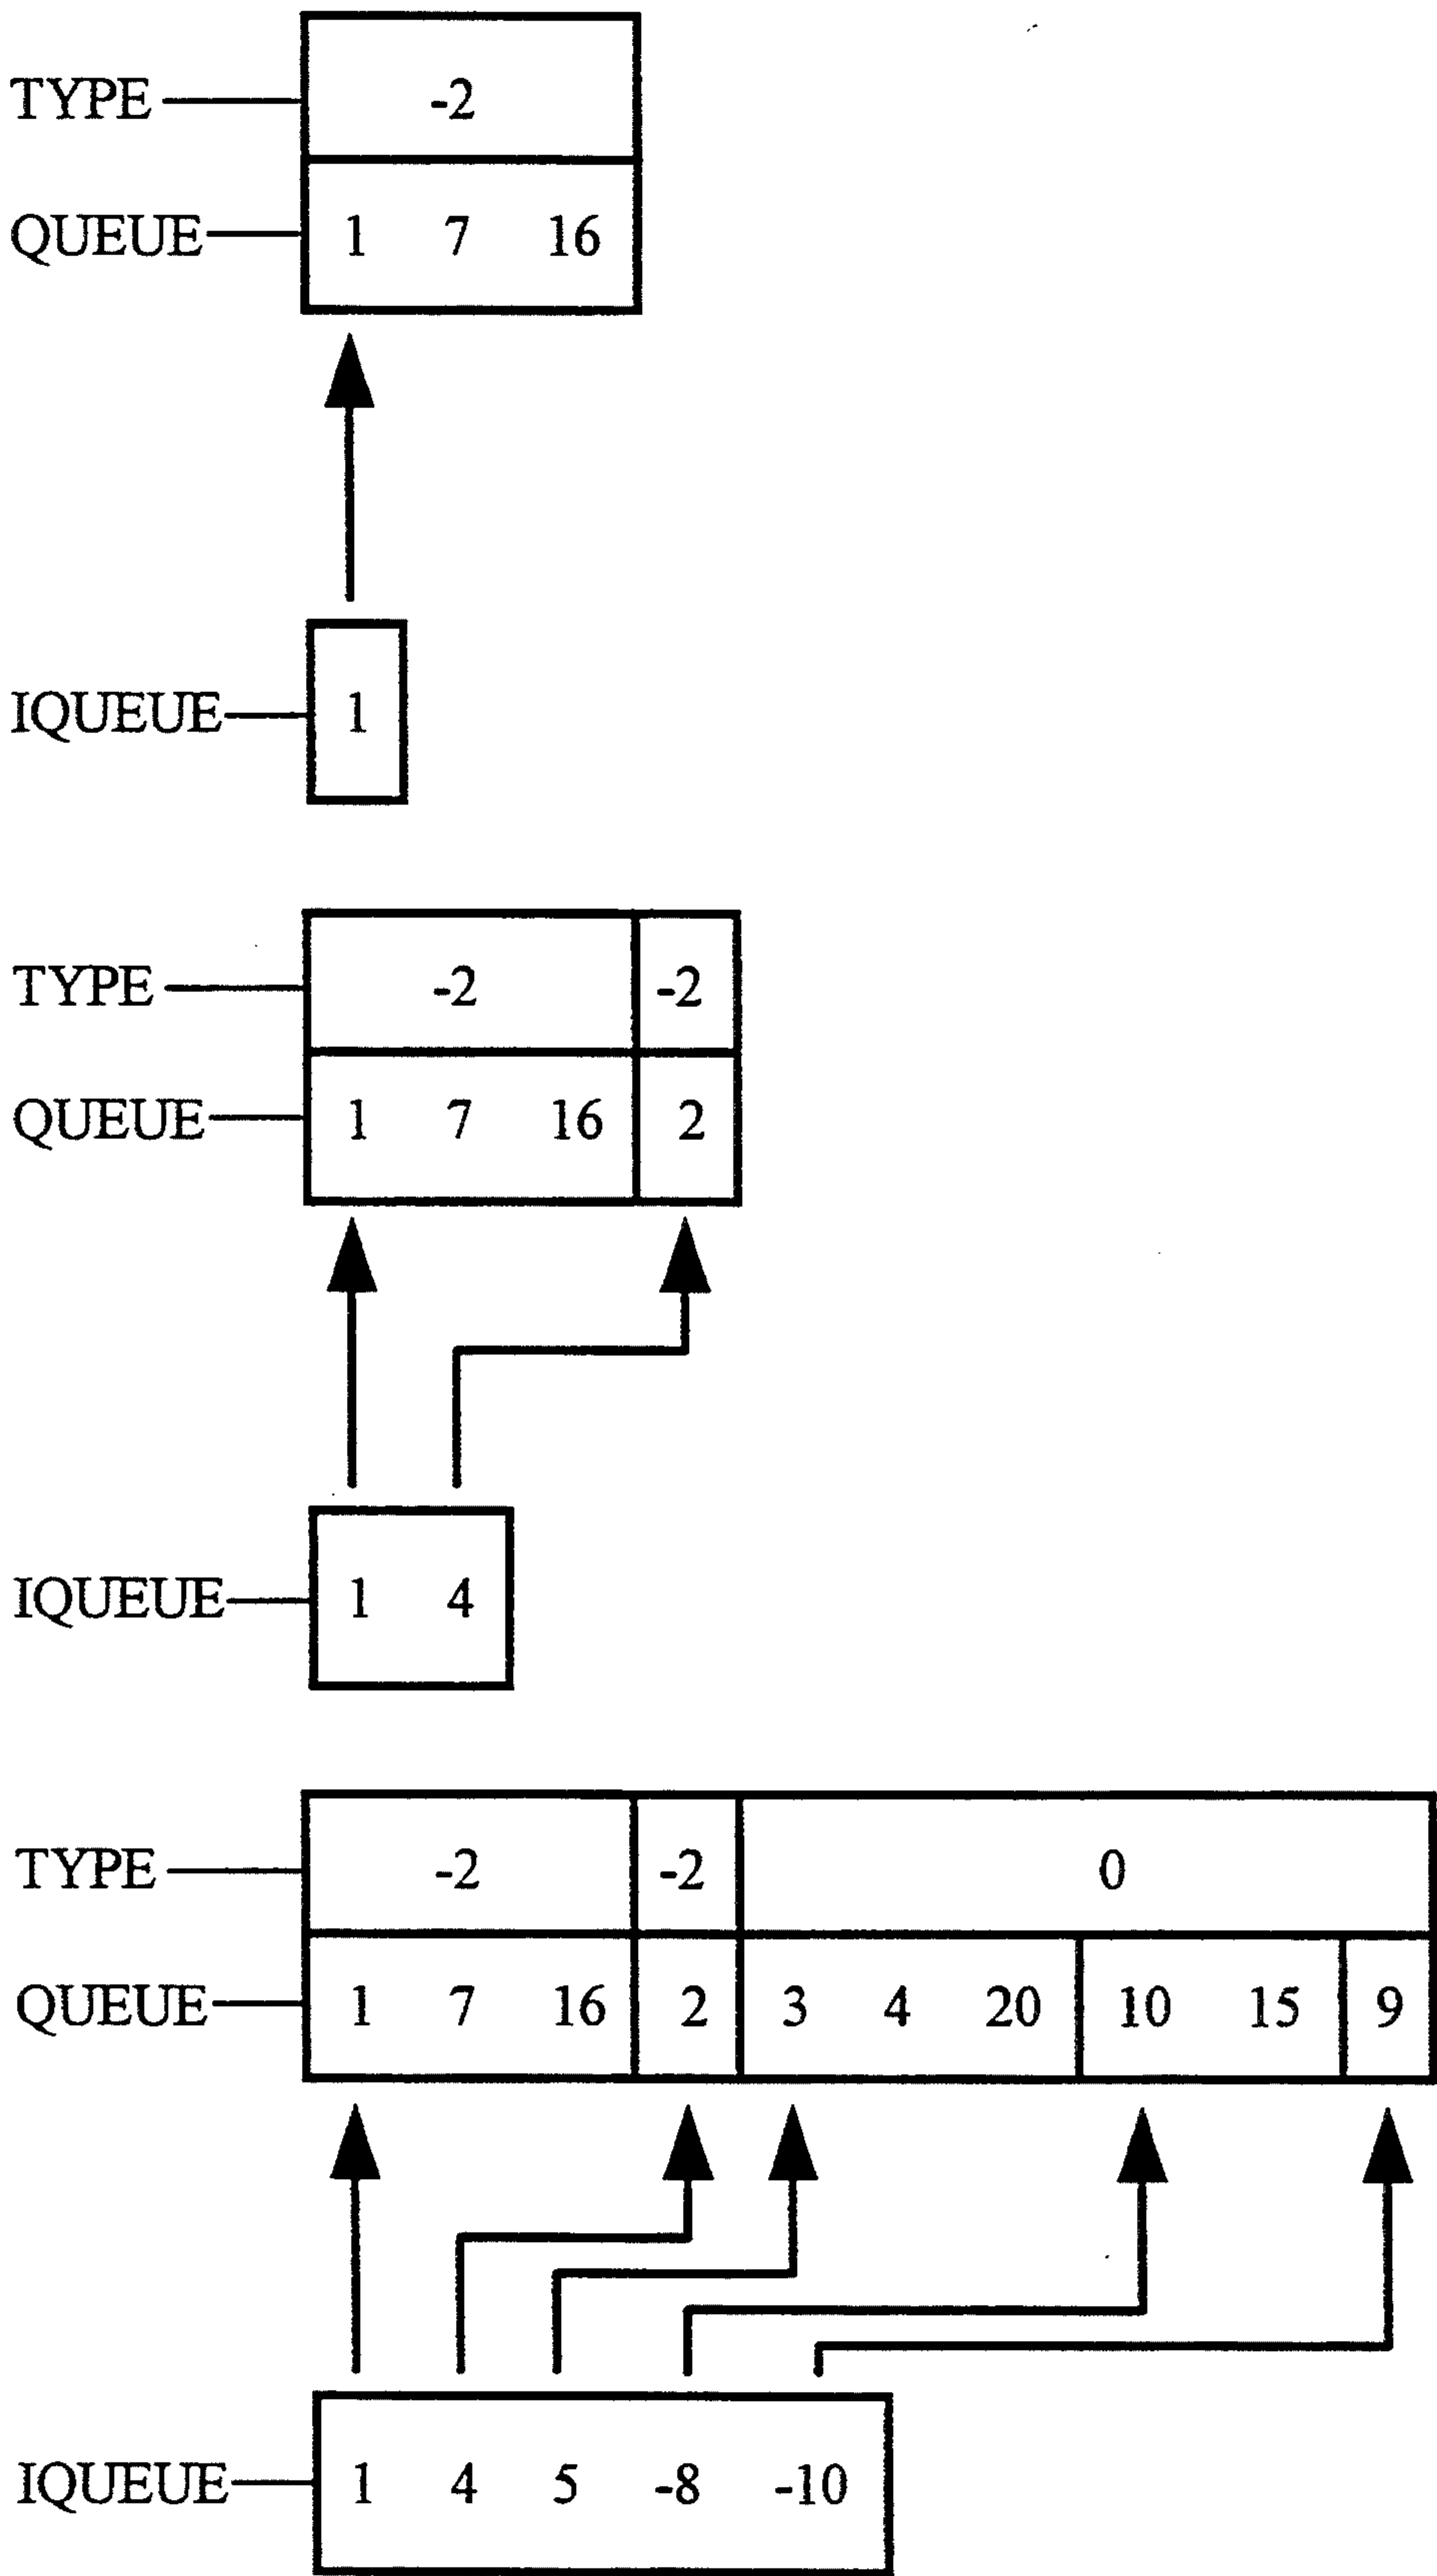 TYPE -2
QUEUE 1 7 16
IQUEUE 1
TYPE -2 -2
QUEUE 1 7 16 2
IQUEUE 1 4
TYPE -2 -2 0
QUEUE 1 7 16 2 3 4 20 10 15 9
IQUEUE 1 4 5 -8 -10